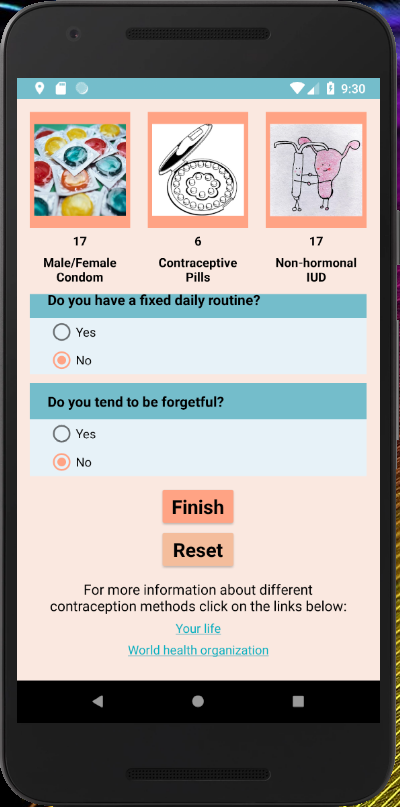 9:30
17
6
17
Male/Female
Condom
Contraceptive
Pills
Non-hormonal
IUD
Do you have a fixed daily routine?
Yes
No
Do you tend to be forgetful?
Yes
No
Finish
Reset
For more information about different
contraception methods click on the links below:
Your life
World health organization